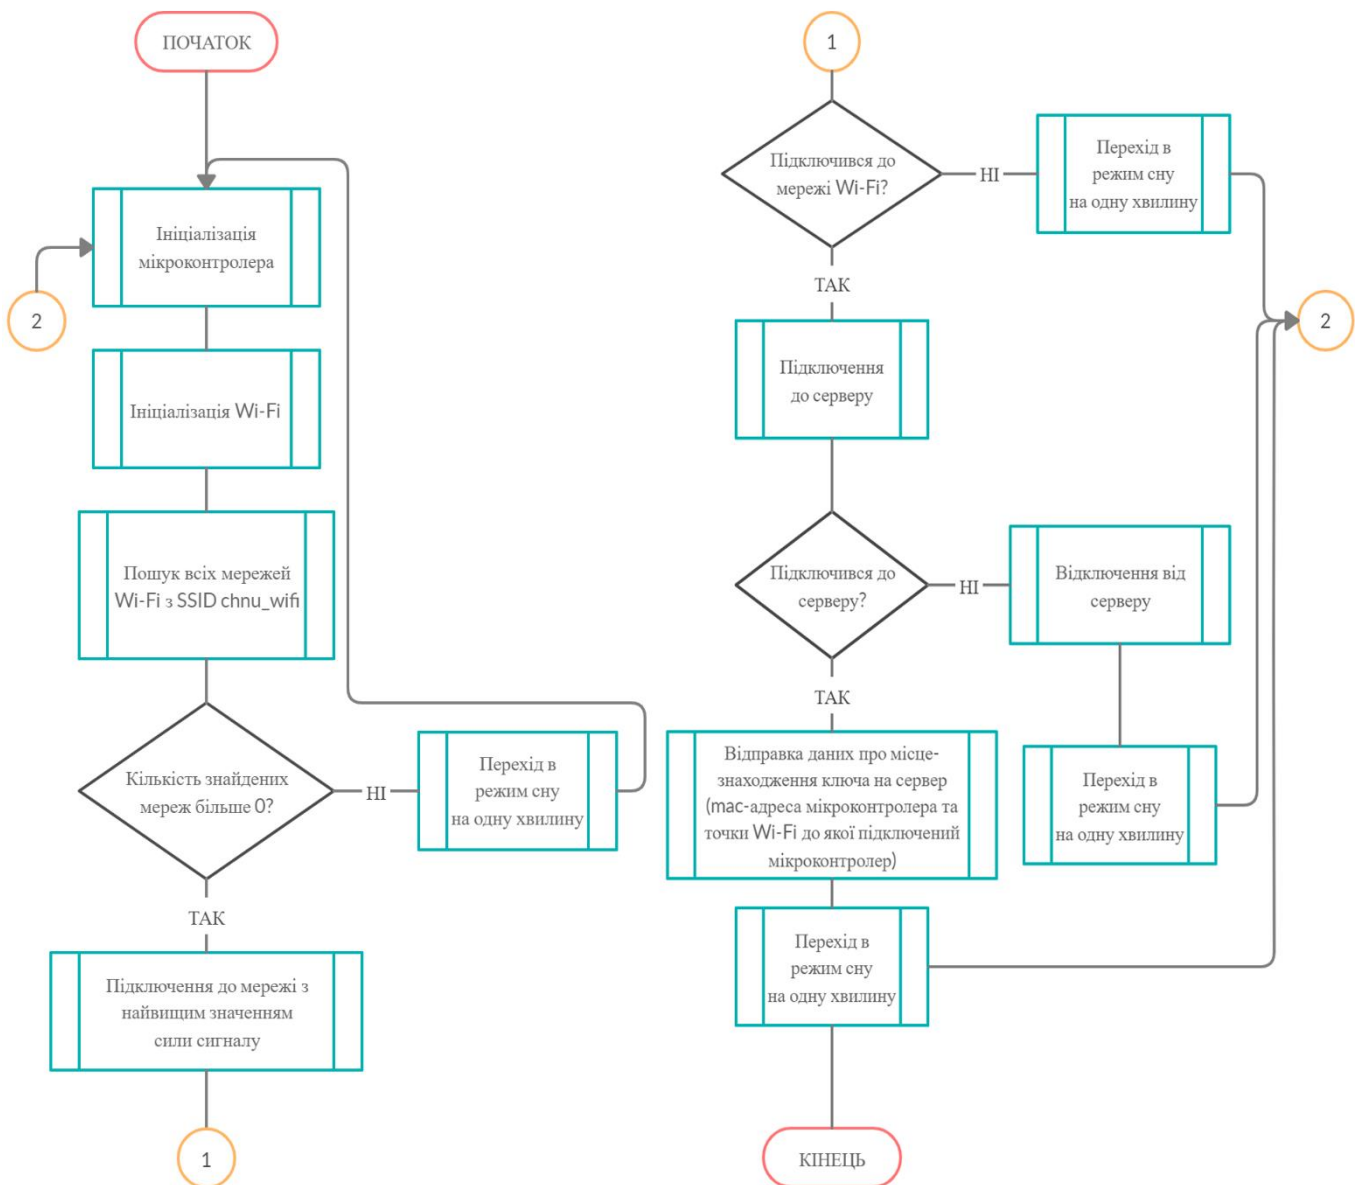 ПОЧАТОК
Ініціалізація
мікроконтролера
2
Ініціалізація Wi-Fi
Пошук всіх мережей
Wi-Fi з SSID chnu_wifi
Кількість знайдених
мереж більше 0?
НІ
Перехід в
режим сну
на одну хвилину
ТАК
Підключення до мережі з
найвищим значенням
сили сигналу
1
1
Підключився до
мережі Wi-Fi?
НІ
Перехід в
режим сну
на одну хвилину
ТАК
2
Підключення
до серверу
Підключився до
серверу?
НІ
Відключення від
серверу
ТАК
Перехід в
режим сну
на одну хвилину
Відправка даних про місце-
знаходження ключа на сервер
(mac-адреса мікроконтролера та
точки Wi-Fi до якої підключений
мікроконтролер)
Перехід в
режим сну
на одну хвилину
КІНЕЦЬ